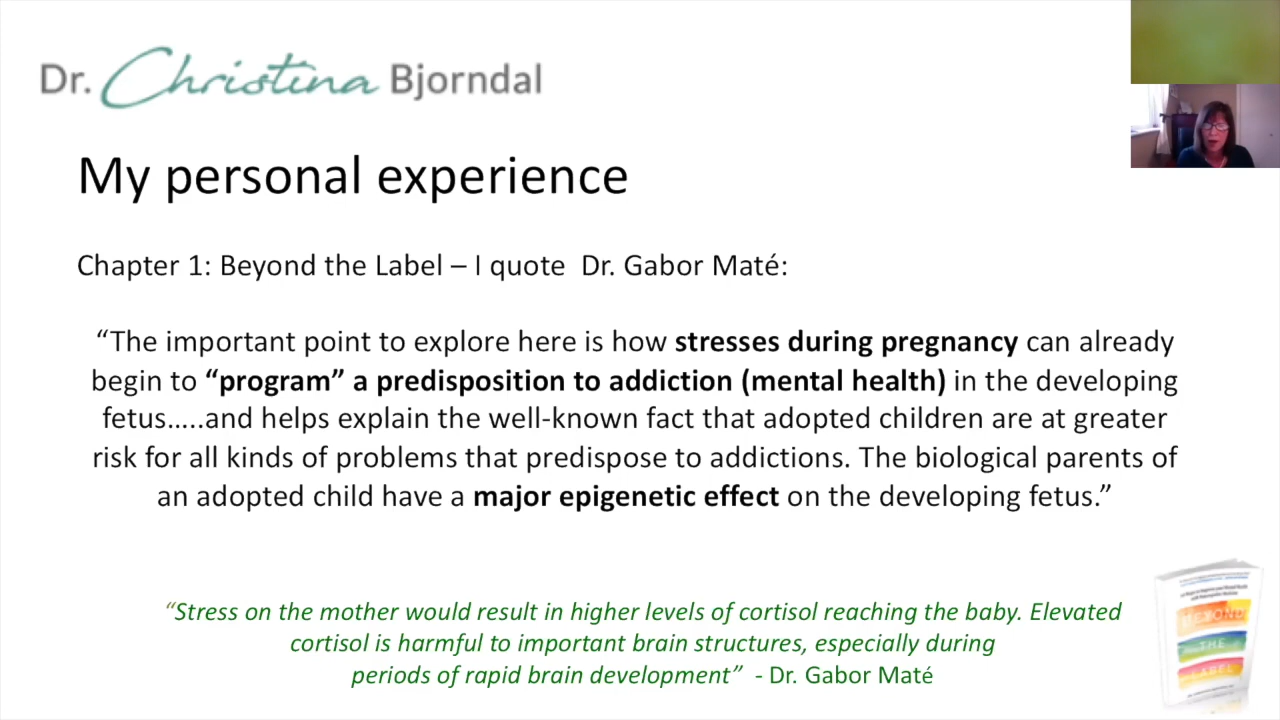 Dr. Christina Bjorndal
My personal experience
Chapter 1: Beyond the Label – I quote  Dr. Gabor Maté:
“The important point to explore here is how stresses during pregnancy can already
begin to “program” a predisposition to addiction (mental health) in the developing
fetus…..and helps explain the well-known fact that adopted children are at greater
risk for all kinds of problems that predispose to addictions. The biological parents of
an adopted child have a major epigenetic effect on the developing fetus.”
“Stress on the mother would result in higher levels of cortisol reaching the baby. Elevated
cortisol is harmful to important brain structures, especially during
periods of rapid brain development”  - Dr. Gabor Maté
BEYOND
THE
LABEL